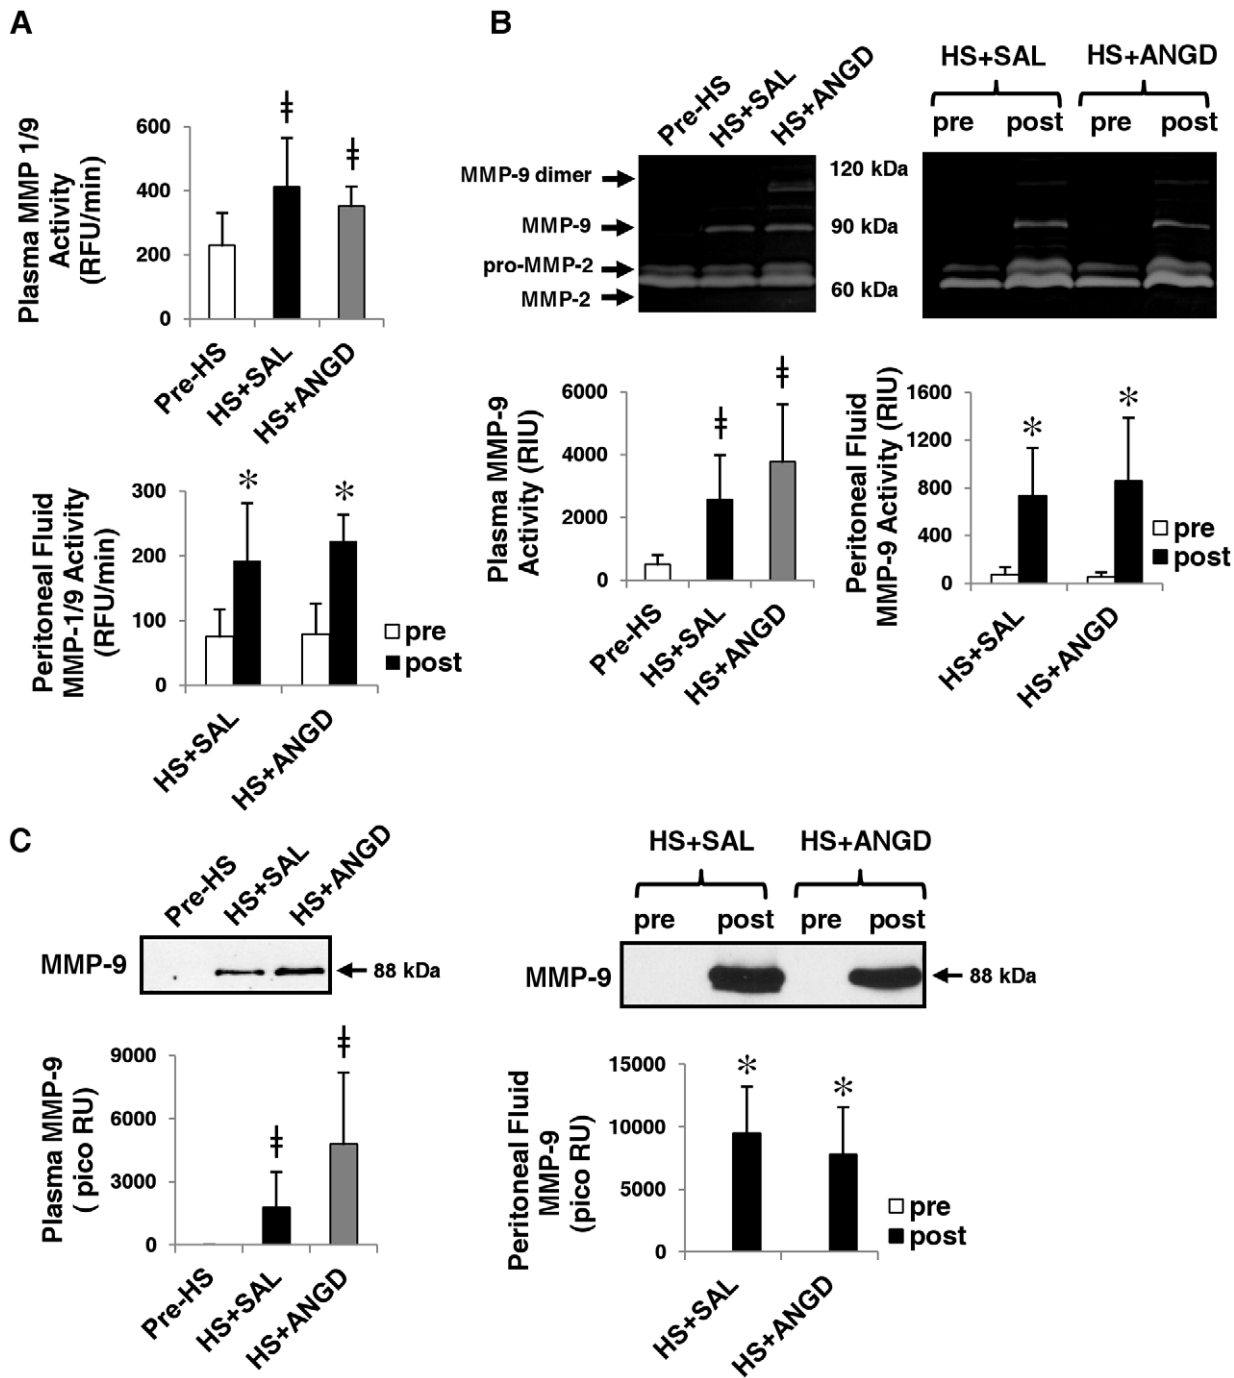 A
Plasma MMP 1/9
Activity
(RFU/min)
600
400
200
0
‡
‡
Pre-HS
HS+SAL
HS+ANGD
Peritoneal Fluid
MMP-1/9 Activity
(RFU/min)
300
200
100
0
*
*
pre
post
HS+SAL
HS+ANGD
B
Pre-HS
HS+SAL
HS+ANGD
MMP-9 dimer
MMP-9
pro-MMP-2
MMP-2
120 kDa
90 kDa
60 kDa
HS+SAL
HS+ANGD
pre
post
pre
post
Plasma MMP-9
Activity (RIU)
6000
4000
2000
0
‡
‡
Pre-HS
HS+SAL
HS+ANGD
Peritoneal Fluid
MMP-9 Activity (RIU)
1600
1200
800
400
0
*
*
pre
post
HS+SAL
HS+ANGD
C
Pre-HS
HS+SAL
HS+ANGD
MMP-9
88 kDa
Plasma MMP-9
( pico RU)
9000
6000
3000
0
‡
‡
Pre-HS
HS+SAL
HS+ANGD
HS+SAL
HS+ANGD
pre
post
pre
post
MMP-9
88 kDa
Peritoneal Fluid
MMP-9
(pico RU)
15000
10000
5000
0
*
*
pre
post
HS+SAL
HS+ANGD